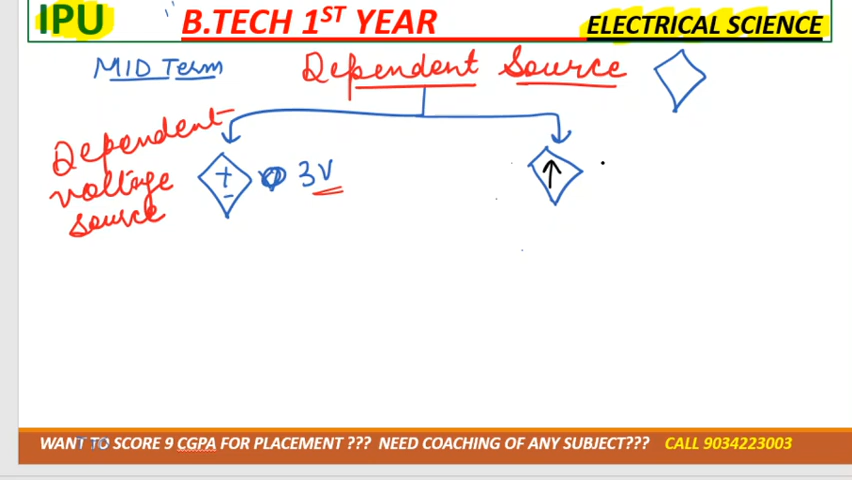 IPU
B.TECH 1ST YEAR
ELECTRICAL SCIENCE
MID Term
Dependent Source
Dependent
voltage
source
+
-
3V
WANT TO SCORE 9 CGPA FOR PLACEMENT ??? NEED COACHING OF ANY SUBJECT??? CALL 9034223003